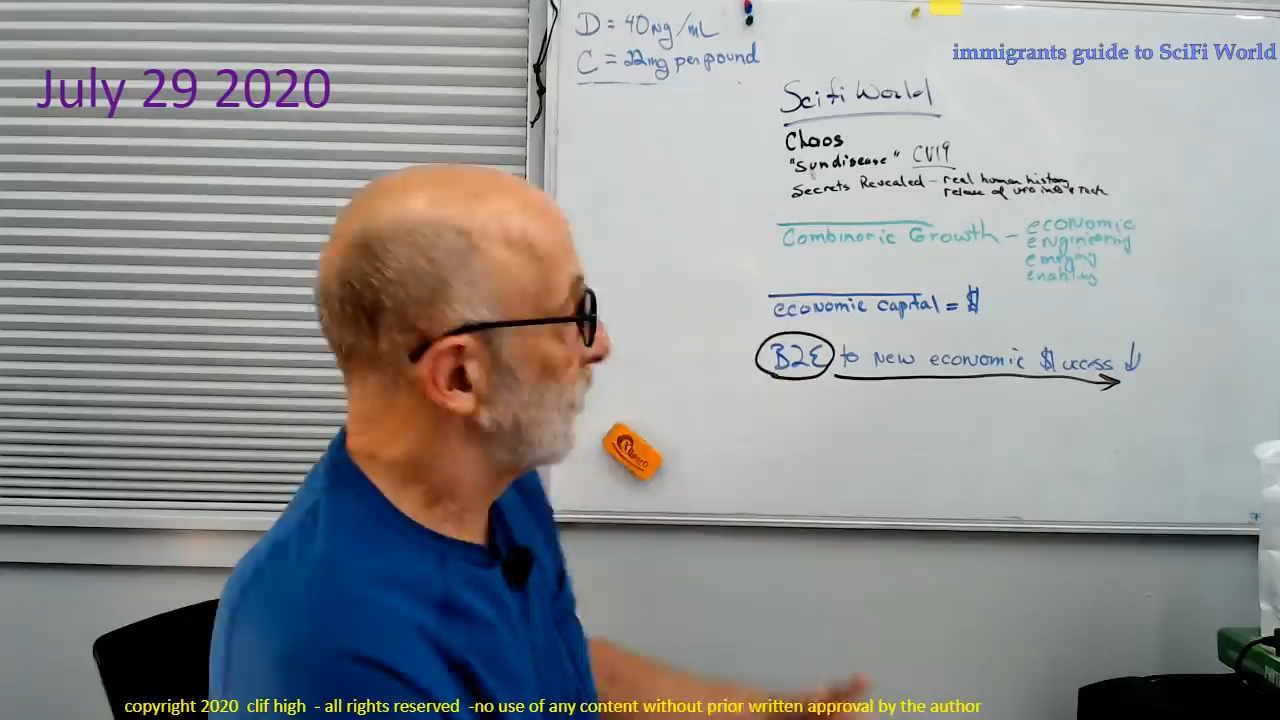 July 29 2020
D = 40ng/mL
C = 22mg per pound
immigrants guide to SciFi World
Scifi World
Chaos
"Sun disease" CV19
Secrets Revealed - real human history
release of UFO info & tech
Combinoric Growth - economic
engineering
emerging
enabling
economic capital = $
B2E to new economic $uccess ↓
copyright 2020 clif high - all rights reserved -no use of any content without prior written approval by the author